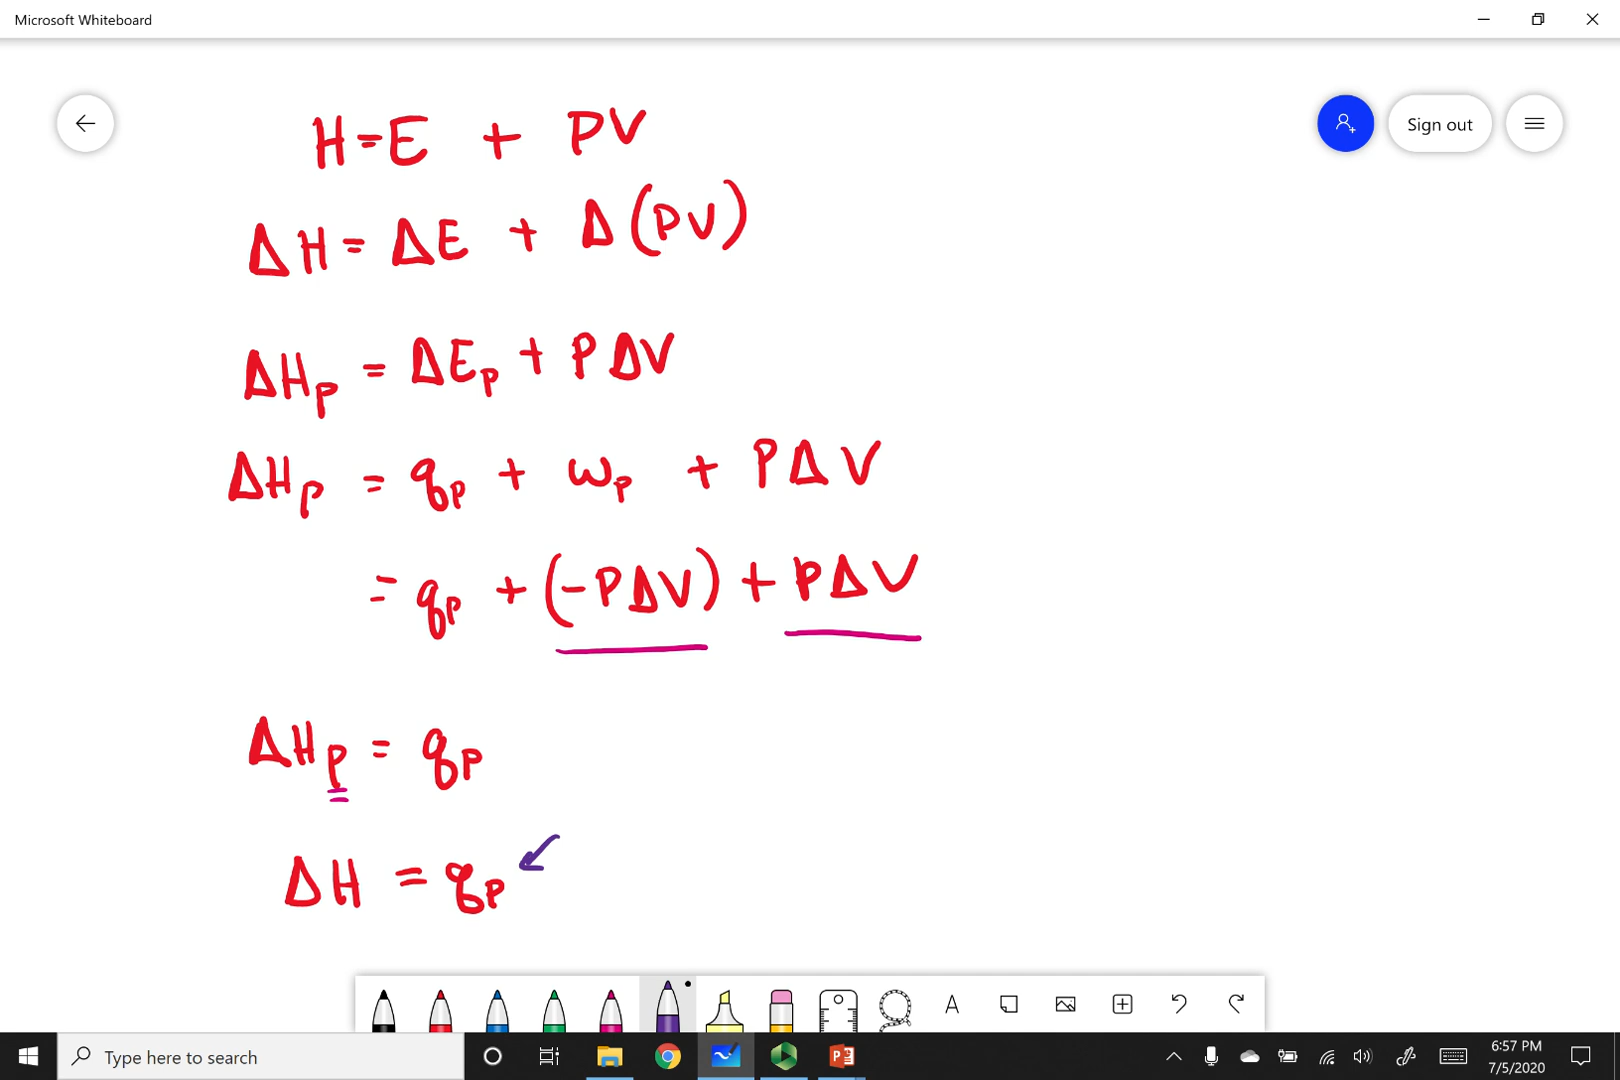 Microsoft Whiteboard
Sign out
H=E + PV
ΔH = ΔE + Δ(PV)
ΔHp = ΔEp + PΔV
ΔHp = qp + wp + PΔV
= qp + (-PΔV) + PΔV
ΔHp = qp
ΔH = qp
A
Type here to search
6:57 PM
7/5/2020